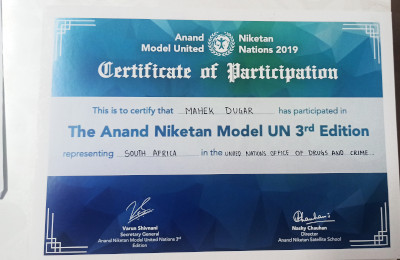 Anand Niketan
Model United Nations 2019
Certificate of Participation
This is to certify that MAHEK DUGAR has participated in
The Anand Niketan Model UN 3rd Edition
representing SOUTH AFRICA in the UNITED NATIONS OFFICE OF DRUGS AND CRIME
Varun Shivnani Nashy Chauhan
Secretary General Director
Anand Niketan Model United Nations 3rd Anand Niketan Satellite School
Edition